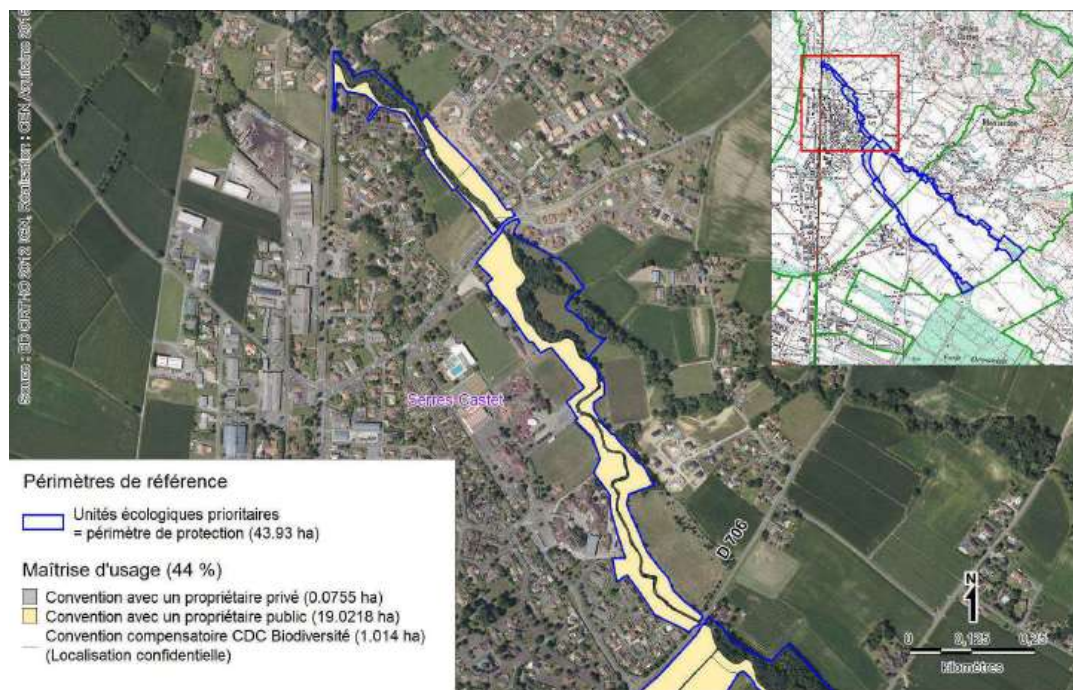 Source : BD ORTHO 2012 IGN, Réalisation : CEN Aquitaine 2015
Serres Castet
D 706
N
0 0,125 0,25
kilomètres
Périmètres de référence
Unités écologiques prioritaires
= périmètre de protection (43.93 ha)
Maîtrise d'usage (44 %)
Convention avec un propriétaire privé (0.0755 ha)
Convention avec un propriétaire public (19.0218 ha)
Convention compensatoire CDC Biodiversité (1.014 ha)
(Localisation confidentielle)